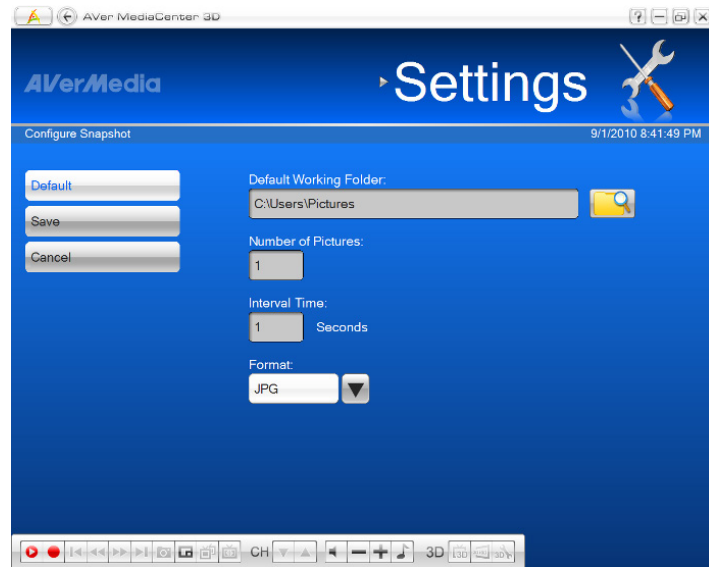 AVer MediaCenter 3D
?
AVerMedia
Settings
Configure Snapshot
9/1/2010 8:41:49 PM
Default
Save
Cancel
Default Working Folder:
C:\Users\Pictures
Number of Pictures:
1
Interval Time:
1 Seconds
Format:
JPG
CH
3D